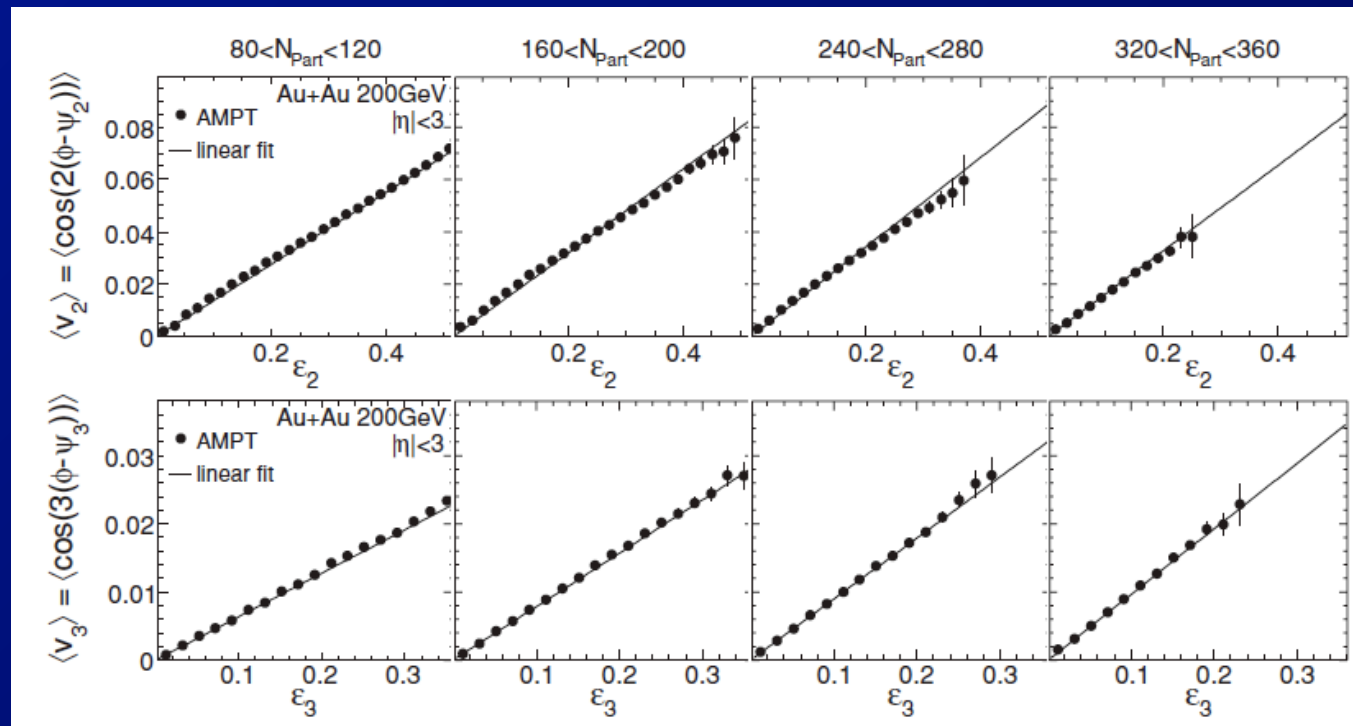 80<N_Part<120 160<N_Part<200 240<N_Part<280 320<N_Part<360
⟨v_2⟩ = ⟨cos(2(φ-ψ_2))⟩
Au+Au 200GeV
AMPT |η|<3
linear fit
0.08
0.06
0.04
0.02
0
0.2 0.4 0.2 0.4 0.2 0.4 0.2 0.4
ε_2 ε_2 ε_2 ε_2
⟨v_3⟩ = ⟨cos(3(φ-ψ_3))⟩
Au+Au 200GeV
AMPT |η|<3
linear fit
0.03
0.02
0.01
0
0.1 0.2 0.3 0.1 0.2 0.3 0.1 0.2 0.3 0.1 0.2 0.3
ε_3 ε_3 ε_3 ε_3